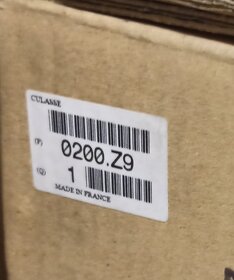 CULASSE
(P)
0200.Z9
(Q) 1
MADE IN FRANCE